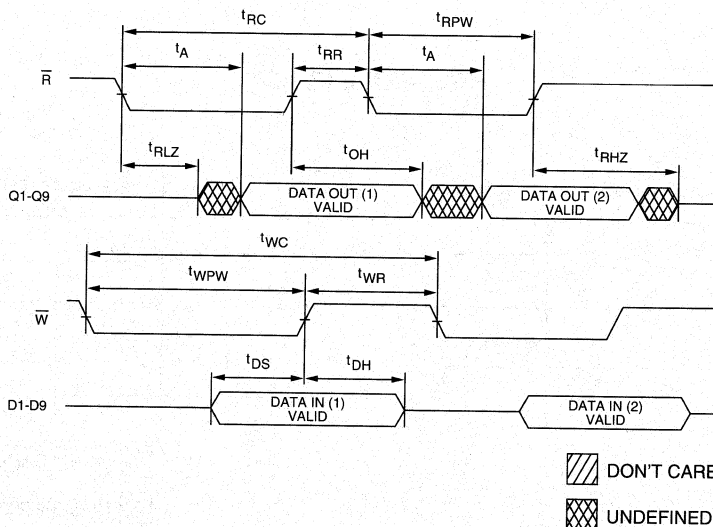 tRC
tRPW
tA
tRR
tA
R
tRLZ
tOH
tRHZ
Q1-Q9
DATA OUT (1)
VALID
DATA OUT (2)
VALID
tWC
tWPW
tWR
W
tDS
tDH
D1-D9
DATA IN (1)
VALID
DATA IN (2)
VALID
DON'T CARE
UNDEFINED